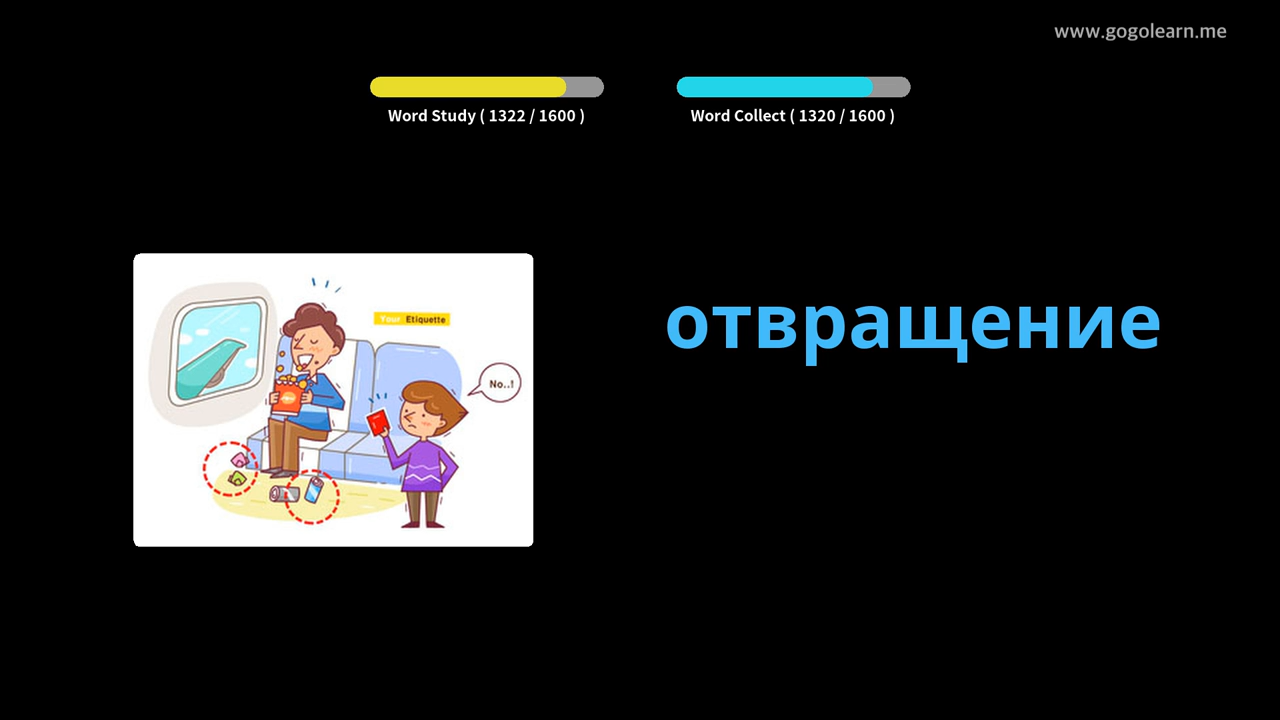 www.gogolearn.me
Word Study ( 1322 / 1600 )
Word Collect ( 1320 / 1600 )
Your Etiquette
No..!
отвращение